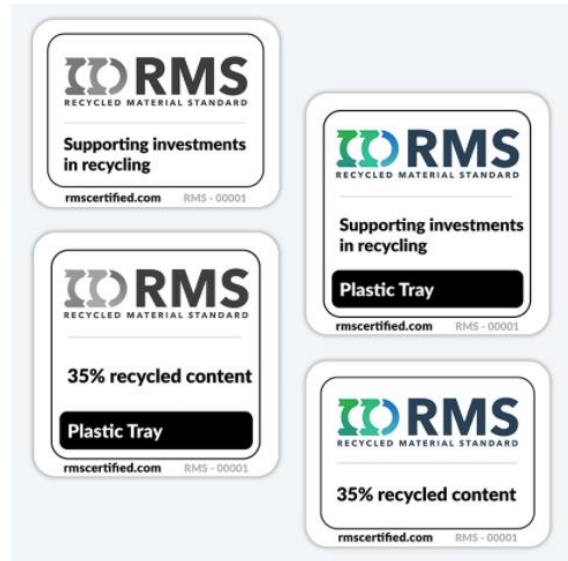 RMS
RECYCLED MATERIAL STANDARD
Supporting investments
in recycling
rmscertified.com RMS - 00001
RMS
RECYCLED MATERIAL STANDARD
35% recycled content
Plastic Tray
rmscertified.com RMS - 00001
RMS
RECYCLED MATERIAL STANDARD
Supporting investments
in recycling
Plastic Tray
rmscertified.com RMS - 00001
RMS
RECYCLED MATERIAL STANDARD
35% recycled content
rmscertified.com RMS - 00001